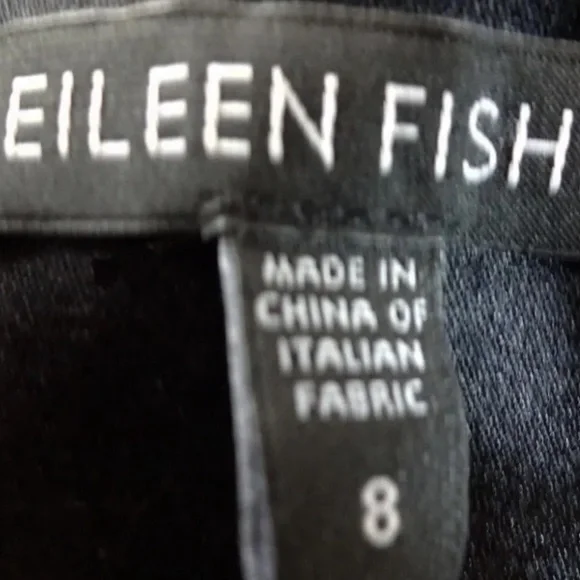 EILEEN FISH
MADE IN
CHINA OF
ITALIAN
FABRIC
8